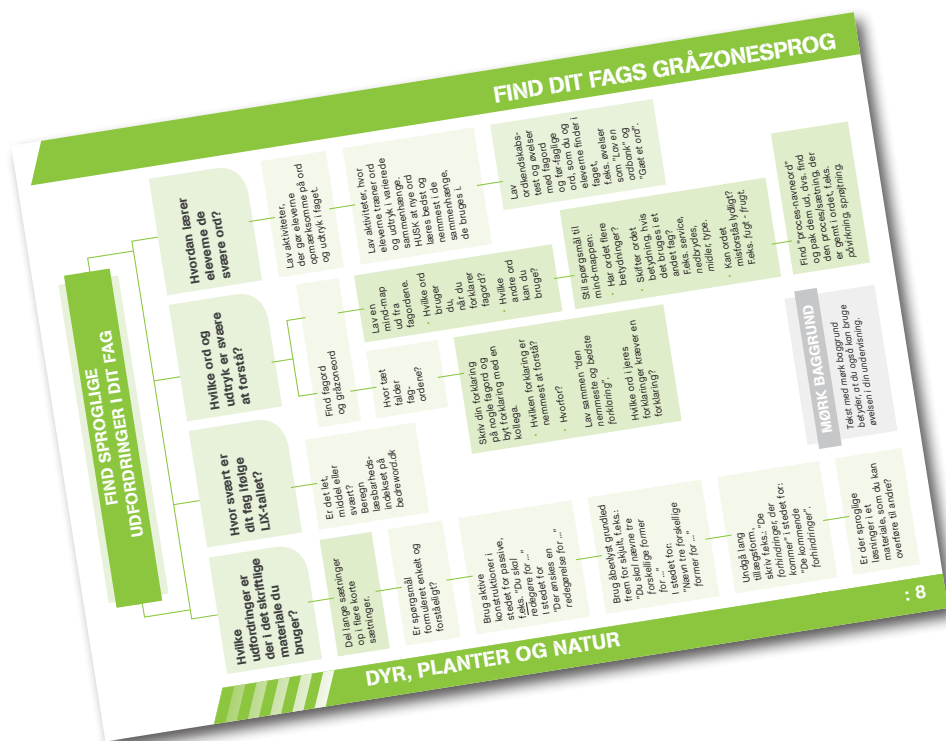 FIND DIT FAGS GRÅZONESPROG
FIND SPROGLIGE
UDFORDRINGER I DIT FAG
Hvilke
udfordringer er
der i det skriftlige
materiale du
bruger?
Del lange sætninger
op i flere korte
sætninger.
Er spørgsmål
formuleret enkelt og
forståeligt?
Brug aktive
konstruktioner i
stedet for passive,
f.eks. "Du skal
redegøre for ..."
I stedet for
"Der ønskes en
redegørelse for ..."
Brug åbenlyst grundled
frem for skjult, f.eks.:
"Du skal nævne tre
forskellige former
for ..."
I stedet for:
"Nævn tre forskellige
former for ..."
Undgå lang
tillægsform,
skriv f.eks.: "De
forhindringer, der
kommer" i stedet for:
"De kommende
forhindringer".
Er der sproglige
løsninger i et
materiale, som du kan
overføre til andre?
Hvor svært er
dit fag ifølge
LIX-tallet?
Er det let,
middel eller
svært?
Beregn
læsbarheds-
indekset på
bedreword.dk
Hvilke ord og
udtryk er svære
at forstå?
Find fagord
og gråzoneord
Hvor tæt
falder
fag-
ordene?
Skriv din forklaring
på nogle fagord og
byt forklaring med en
kollega.
· Hvilken forklaring er
nemmest at forstå?
· Hvorfor?
Lav sammen "den
nemmeste og bedste
forklaring".
Hvilke ord i jeres
forklaringer kræver en
forklaring?
Lav en
mind-map
ud fra
fagordene.
· Hvilke ord
bruger
du,
når du
forklarer
fagord?
· Hvilke
andre ord
kan du
bruge?
Stil spørgsmål til
mind-mappen:
· Har ordet flere
betydninger?
· Skifter ordet
betydning, hvis
det bruges i et
andet fag?
F.eks. service,
nedbrydes,
midler, type.
· Kan ordet
misforstås lydligt?
F.eks. lugt - frugt.
Find "proces-navneord"
og pak dem ud, dvs. find
den proces/sætning, der
er gemt i ordet, f.eks.
påvirkning, sprøjtning.
Hvordan lærer
eleverne de
svære ord?
Lav aktiviteter,
der gør eleverne
opmærksomme på ord
og udtryk i faget.
Lav aktiviteter, hvor
eleverne træner ord
og udtryk i varierede
sammenhænge.
HUSK at nye ord
læres bedst og
nemmest i de
sammenhænge,
de bruges i.
Lav
ordkendskabs-
test og øvelser
med fagord
og før-faglige
ord, som du og
eleverne finder i
faget,
f.eks. øvelser
som "Lav en
ordbank" og
"Gæt et ord".
MØRK BAGGRUND
Tekst med mørk baggrund
betyder, at du også kan bruge
øvelsen i din undervisning.
DYR, PLANTER OG NATUR
: 8